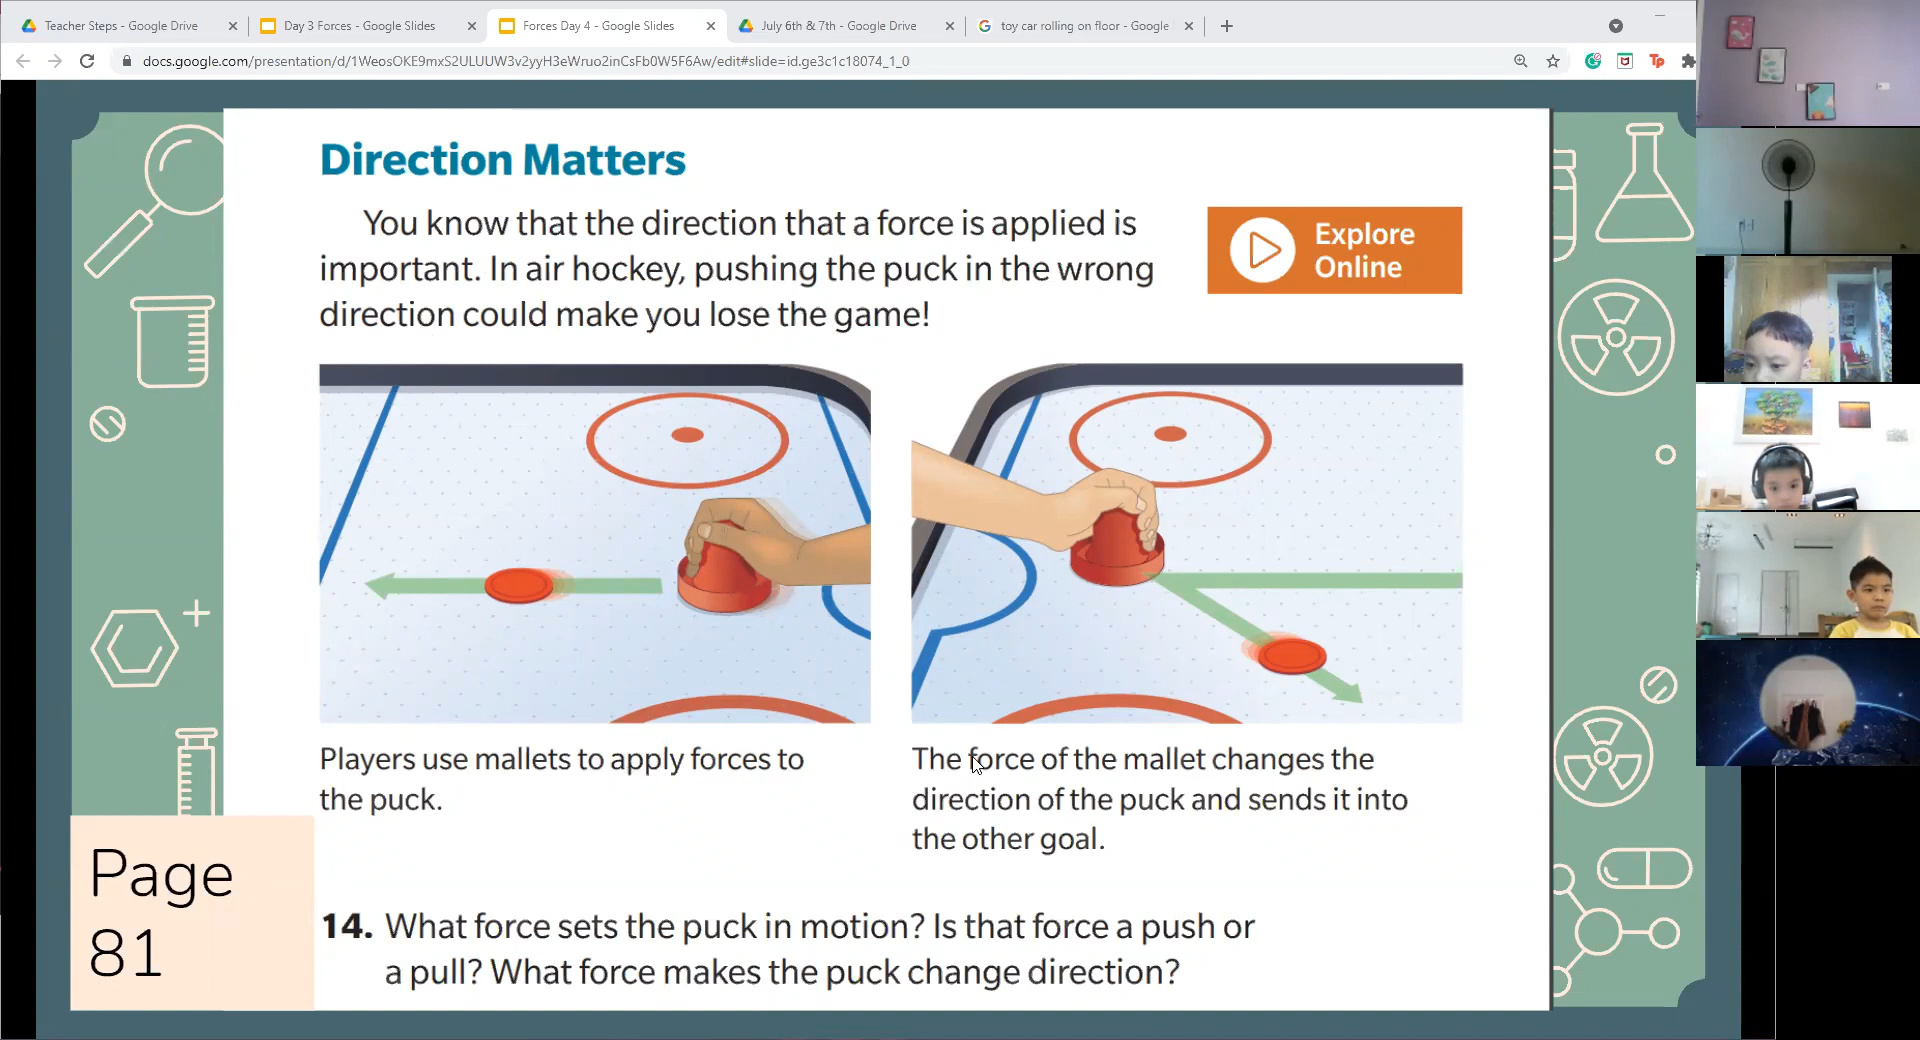 Teacher Steps - Google Drive
Day 3 Forces - Google Slides
Forces Day 4 - Google Slides
July 6th & 7th - Google Drive
toy car rolling on floor - Google
docs.google.com/presentation/d/1WeosOKE9mxS2ULUUW3v2yyH3eWruo2inCsFb0W5F6Aw/edit#slide=id.ge3c1c18074_1_0
Tp
Direction Matters
You know that the direction that a force is applied is
important. In air hockey, pushing the puck in the wrong
direction could make you lose the game!
Explore
Online
Players use mallets to apply forces to
the puck.
The force of the mallet changes the
direction of the puck and sends it into
the other goal.
Page
81
14. What force sets the puck in motion? Is that force a push or
a pull? What force makes the puck change direction?